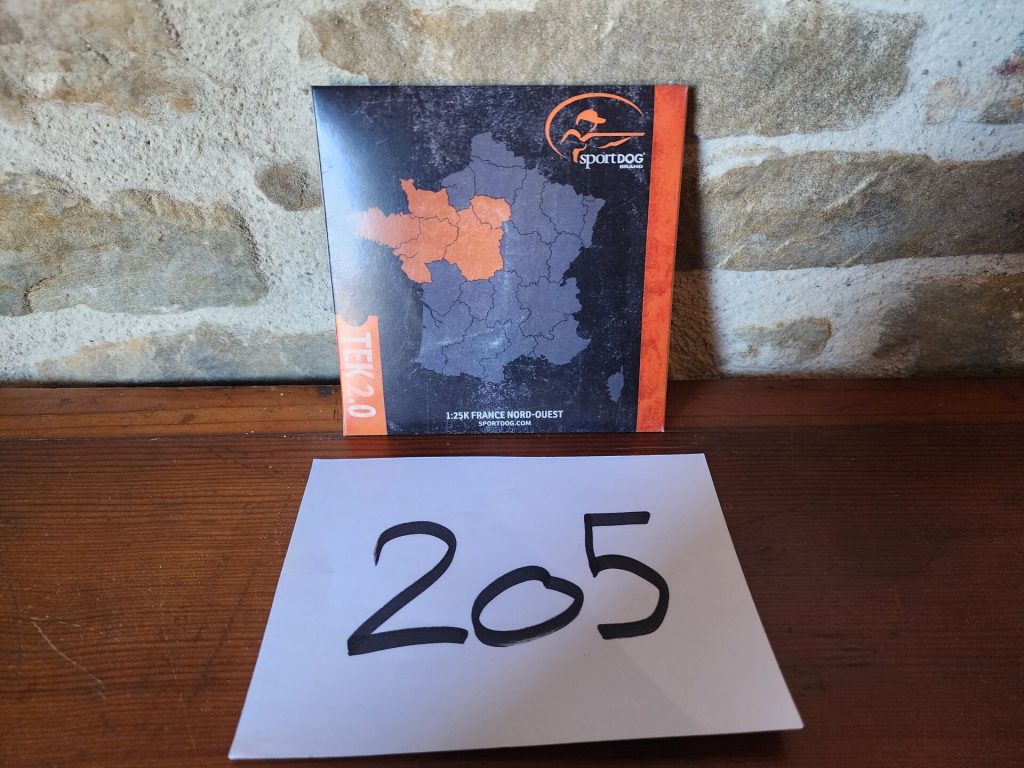 sportDOG®
BRAND
TEK 2.0
1:25K FRANCE NORD-OUEST
SPORTDOG.COM
205